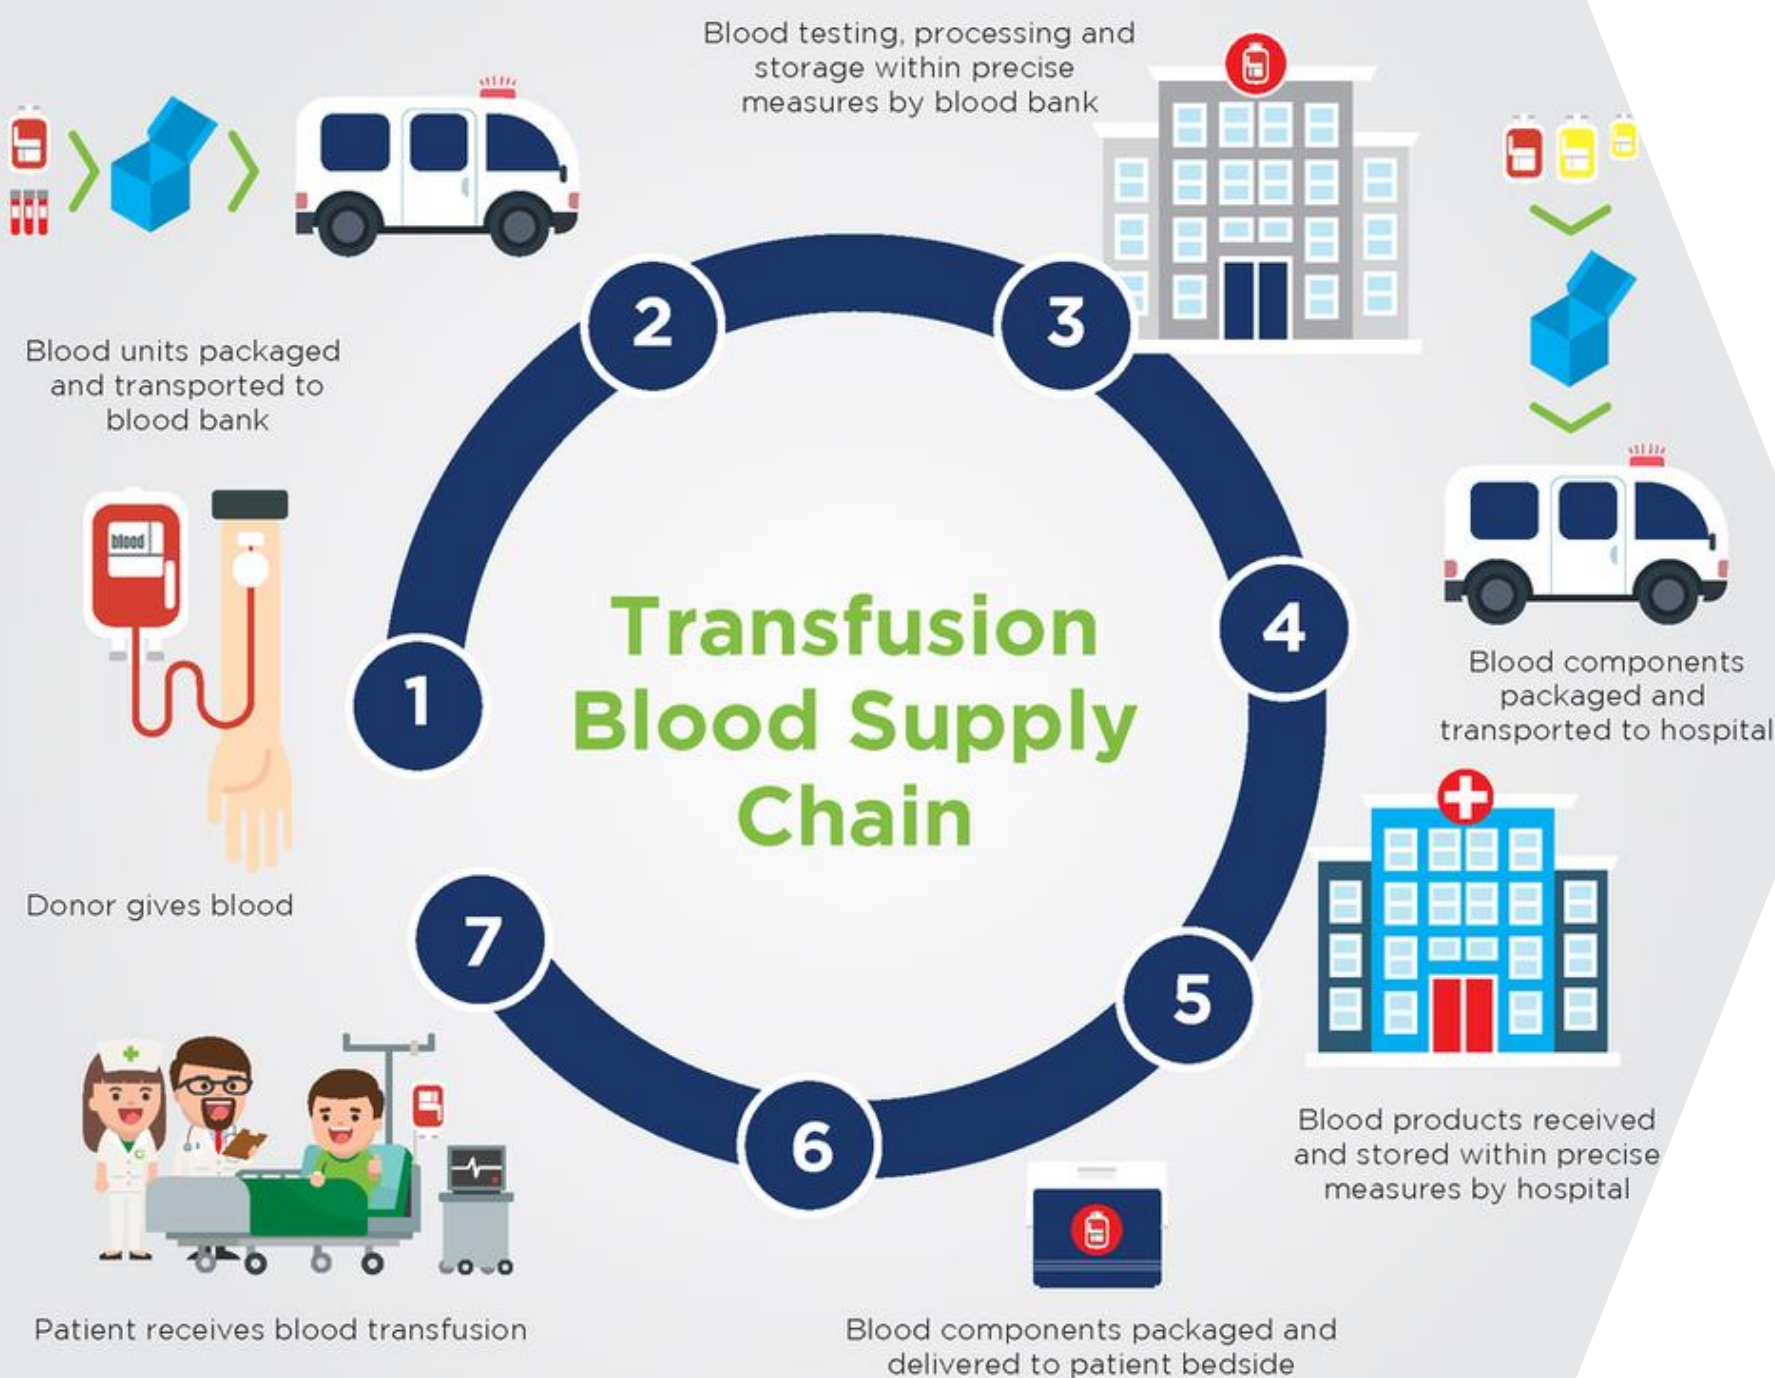 Transfusion
Blood Supply
Chain
1
Donor gives blood
blood
2
Blood units packaged
and transported to
blood bank
3
Blood testing, processing and
storage within precise
measures by blood bank
4
Blood components
packaged and
transported to hospital
5
Blood products received
and stored within precise
measures by hospital
6
Blood components packaged and
delivered to patient bedside
7
Patient receives blood transfusion